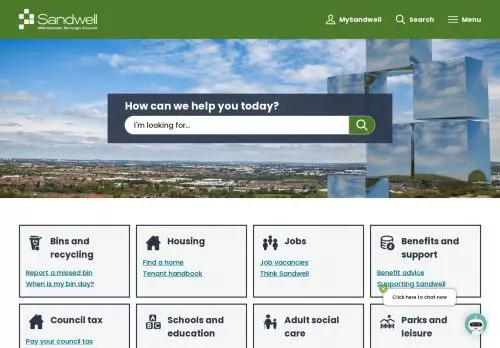 Sandwell
Metropolitan Borough Council
MySandwell
Search
Menu
How can we help you today?
I'm looking for...
Bins and
recycling
Report a missed bin
When is my bin day?
Housing
Find a home
Tenant handbook
Jobs
Job vacancies
Think Sandwell
Benefits and
support
Benefit advice
Supporting Sandwell
Click here to chat now
Council tax
Pay your council tax
Schools and
education
Adult social
care
Parks and
leisure